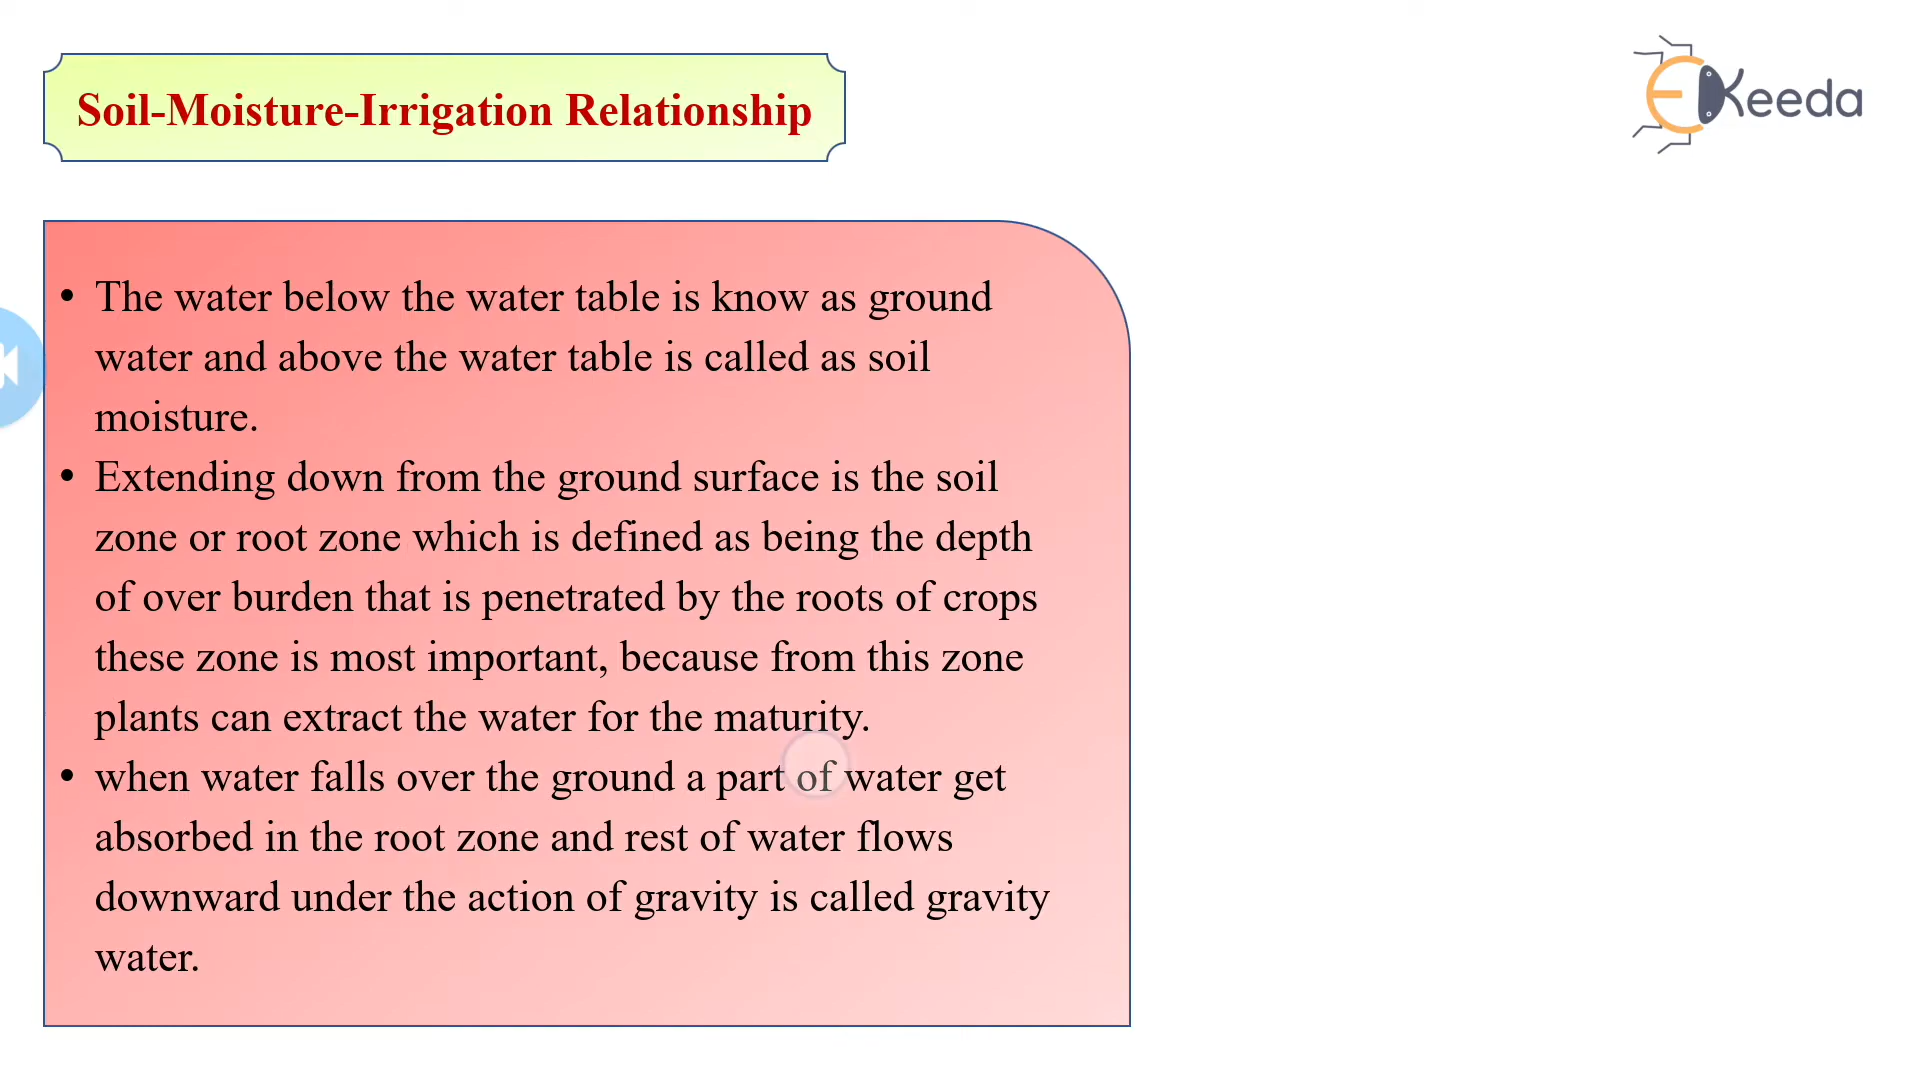 Soil-Moisture-Irrigation Relationship
EKeeda
• The water below the water table is know as ground
water and above the water table is called as soil
moisture.
• Extending down from the ground surface is the soil
zone or root zone which is defined as being the depth
of over burden that is penetrated by the roots of crops
these zone is most important, because from this zone
plants can extract the water for the maturity.
• when water falls over the ground a part of water get
absorbed in the root zone and rest of water flows
downward under the action of gravity is called gravity
water.